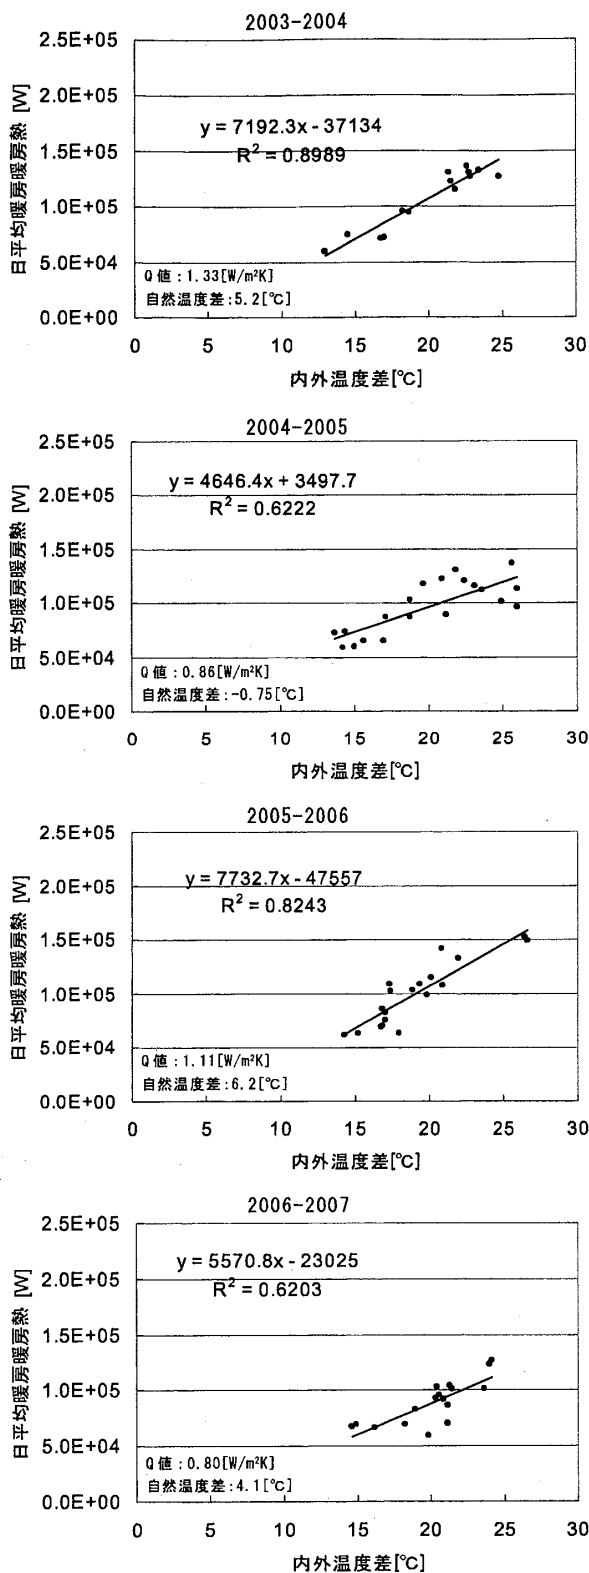 2003-2004
2.5E+05
2.0E+05
1.5E+05
1.0E+05
5.0E+04
0.0E+00
日平均暖房暖房熱 [W]
y = 7192.3x - 37134
R² = 0.8989
Q値:1.33[W/m²K]
自然温度差:5.2[℃]
0 5 10 15 20 25 30
内外温度差[℃]
2004-2005
2.5E+05
2.0E+05
1.5E+05
1.0E+05
5.0E+04
0.0E+00
日平均暖房暖房熱 [W]
y = 4646.4x + 3497.7
R² = 0.6222
Q値:0.86[W/m²K]
自然温度差:-0.75[℃]
0 5 10 15 20 25 30
内外温度差[℃]
2005-2006
2.5E+05
2.0E+05
1.5E+05
1.0E+05
5.0E+04
0.0E+00
日平均暖房暖房熱 [W]
y = 7732.7x - 47557
R² = 0.8243
Q値:1.11[W/m²K]
自然温度差:6.2[℃]
0 5 10 15 20 25 30
内外温度差[℃]
2006-2007
2.5E+05
2.0E+05
1.5E+05
1.0E+05
5.0E+04
0.0E+00
日平均暖房暖房熱 [W]
y = 5570.8x - 23025
R² = 0.6203
Q値:0.80[W/m²K]
自然温度差:4.1[℃]
0 5 10 15 20 25 30
内外温度差[℃]